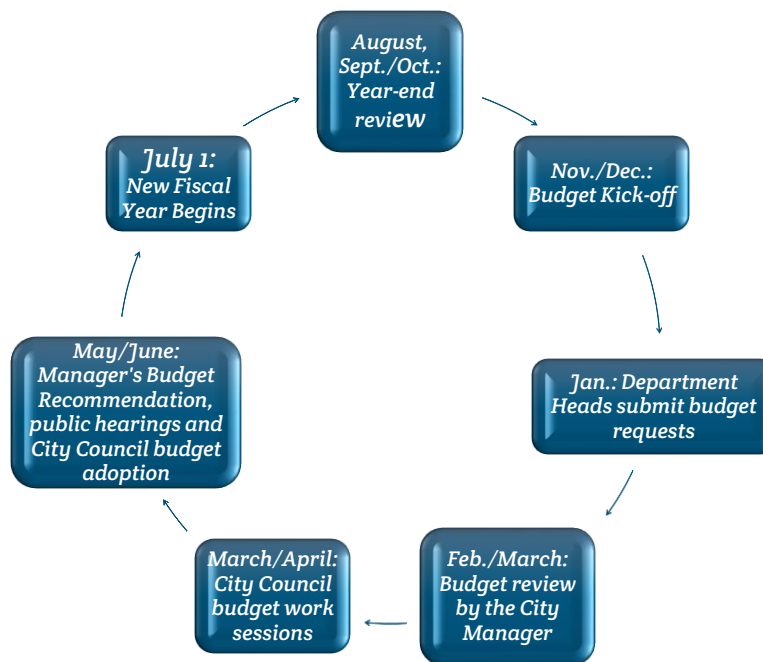 August,
Sept./Oct.:
Year-end
review
Nov./Dec.:
Budget Kick-off
Jan.: Department
Heads submit budget
requests
Feb./March:
Budget review
by the City
Manager
March/April:
City Council
budget work
sessions
May/June:
Manager's Budget
Recommendation,
public hearings and
City Council budget
adoption
July 1:
New Fiscal
Year Begins